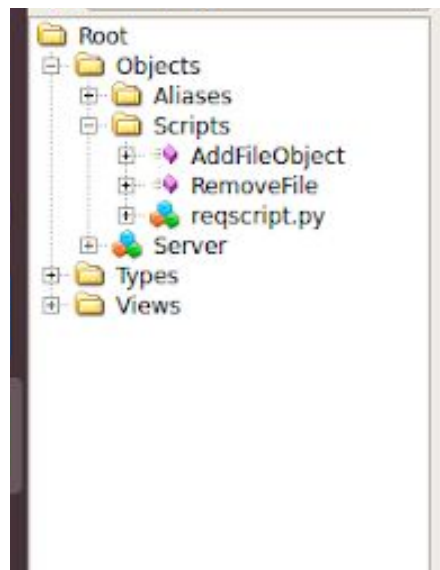 Root
Objects
Aliases
Scripts
AddFileObject
RemoveFile
reqscript.py
Server
Types
Views